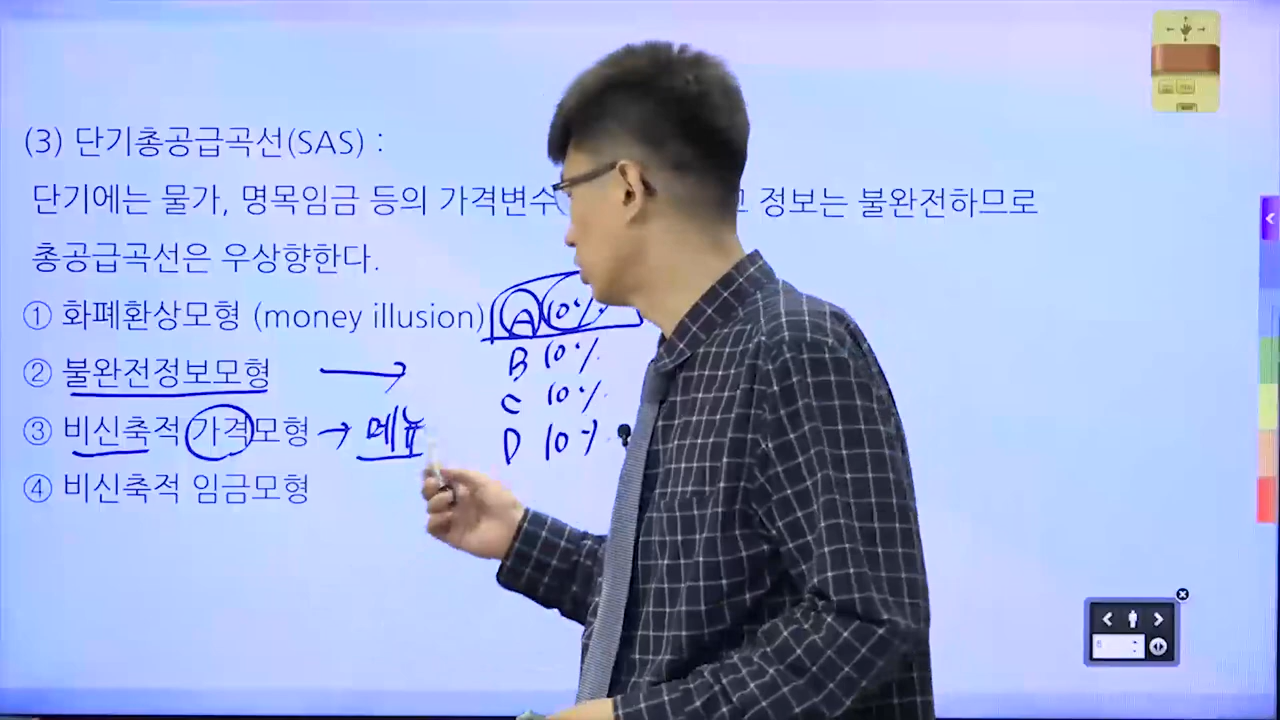 (3) 단기총공급곡선(SAS) :
단기에는 물가, 명목임금 등의 가격변수 정보는 불완전하므로
총공급곡선은 우상향한다.
① 화폐환상모형 (money illusion) A 10%
② 불완전정보모형 → B 10%
C 10%
③ 비신축적 가격모형 → 메뉴 D 10%
④ 비신축적 임금모형
6